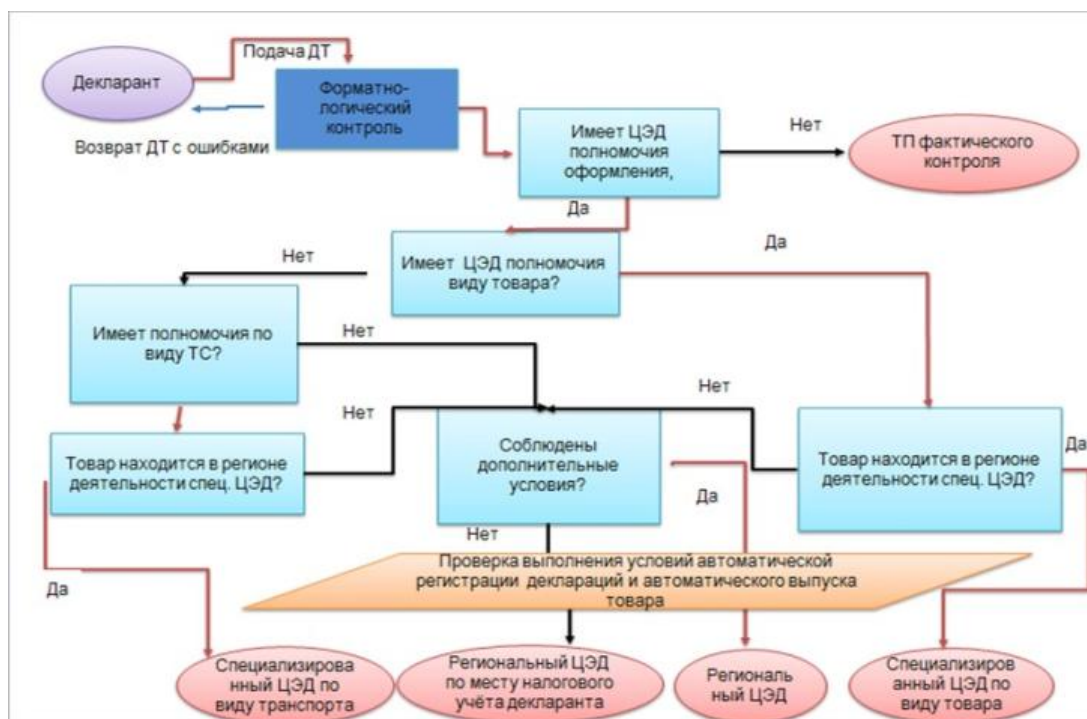 Подача ДТ
Декларант
Форматно-
логический
контроль
Возврат ДТ с ошибками
Имеет ЦЭД
полномочия
оформления,
Нет
ТП фактического
контроля
Да
Да
Нет
Имеет ЦЭД полномочия
виду товара?
Имеет полномочия по
виду ТС?
Нет
Нет
Нет
Товар находится в регионе
деятельности спец. ЦЭД?
Соблюдены
дополнительные
условия?
Товар находится в регионе
деятельности спец. ЦЭД?
Да
Да
Нет
Проверка выполнения условий автоматической
регистрации деклараций и автоматического выпуска
товара
Да
Специализирова
нный ЦЭД по
виду транспорта
Региональный ЦЭД
по месту налогового
учёта декларанта
Региональ
ный ЦЭД
Специализиров
анный ЦЭД по
виду товара